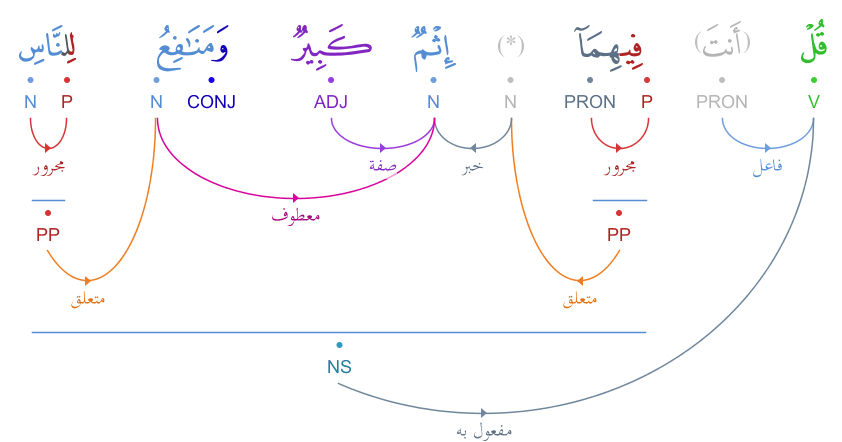 قُلْ (أَنتَ) فِيهِمَآ (*) إِثْمٌ كَبِيرٌ وَمَنَـٰفِعُ لِلنَّاسِ
V PRON P PRON N N ADJ CONJ N P N
فاعل مجرور خبر صفة مجرور
معطوف
PP PP
متعلق متعلق
NS
مفعول به